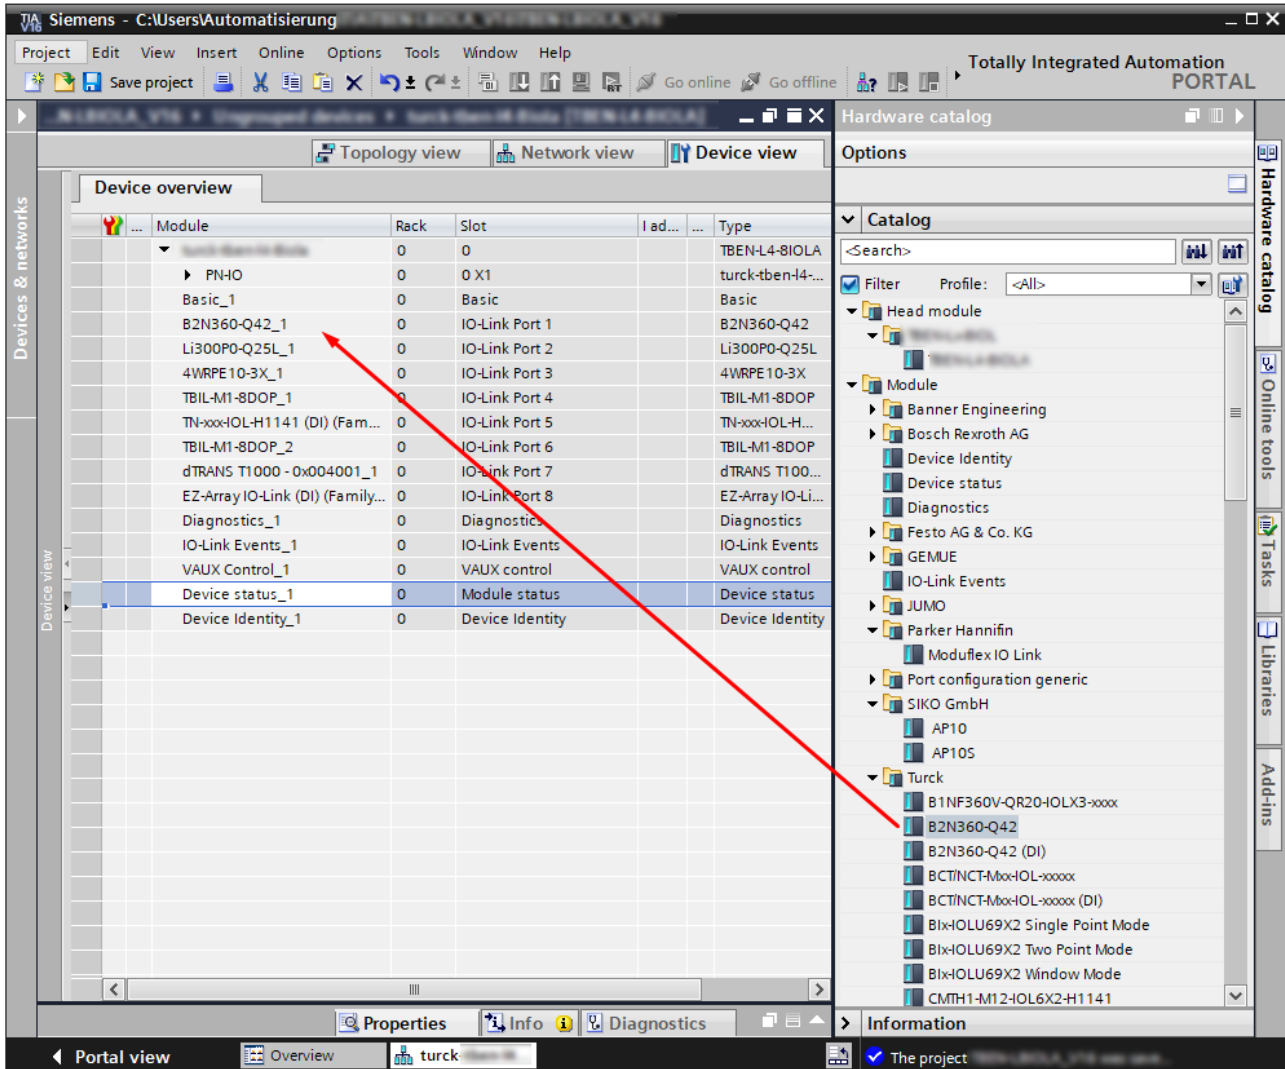 TIA V16 Siemens - C:\Users\Automatisierung
Project Edit View Insert Online Options Tools Window Help
Totally Integrated Automation
PORTAL
Save project Go online Go offline
Hardware catalog
Topology view Network view Device view
Options
Device overview
... Module Rack Slot I ad... ... Type
0 0 TBEN-L4-8IOLA
PN-IO 0 0 X1 turck-tben-l4-...
Basic_1 0 Basic Basic
B2N360-Q42_1 0 IO-Link Port 1 B2N360-Q42
Li300P0-Q25L_1 0 IO-Link Port 2 Li300P0-Q25L
4WRPE10-3X_1 0 IO-Link Port 3 4WRPE10-3X
TBIL-M1-8DOP_1 0 IO-Link Port 4 TBIL-M1-8DOP
TN-xxx-IOL-H1141 (DI) (Fam... 0 IO-Link Port 5 TN-xxx-IOL-H...
TBIL-M1-8DOP_2 0 IO-Link Port 6 TBIL-M1-8DOP
dTRANS T1000 - 0x004001_1 0 IO-Link Port 7 dTRANS T100...
EZ-Array IO-Link (DI) (Family... 0 IO-Link Port 8 EZ-Array IO-Li...
Diagnostics_1 0 Diagnostics Diagnostics
IO-Link Events_1 0 IO-Link Events IO-Link Events
VAUX Control_1 0 VAUX control VAUX control
Device status_1 0 Module status Device status
Device Identity_1 0 Device Identity Device Identity
Catalog
<Search>
Filter Profile: <All>
Head module
Module
Banner Engineering
Bosch Rexroth AG
Device Identity
Device status
Diagnostics
Festo AG & Co. KG
GEMUE
IO-Link Events
JUMO
Parker Hannifin
Moduflex IO Link
Port configuration generic
SIKO GmbH
AP10
AP10S
Turck
B1NF360V-QR20-IOLX3-xxxx
B2N360-Q42
B2N360-Q42 (DI)
BCT/NCT-Mxx-IOL-xxxxx
BCT/NCT-Mxx-IOL-xxxxx (DI)
BIx-IOLU69X2 Single Point Mode
BIx-IOLU69X2 Two Point Mode
BIx-IOLU69X2 Window Mode
CMTH1-M12-IOL6X2-H1141
Information
Devices & networks
Device view
Hardware catalog
Online tools
Tasks
Libraries
Add-ins
Properties Info Diagnostics
Portal view Overview turck-
The project